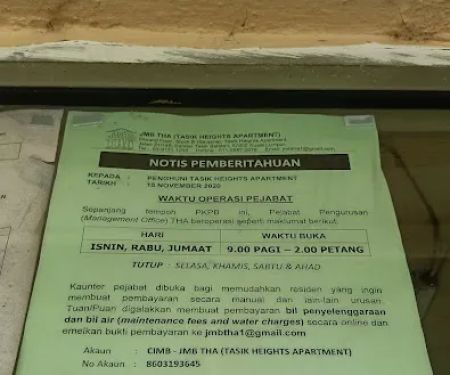 JMB THA (TASIK HEIGHTS APARTMENT)
NOTIS PEMBERITAHUAN
KEPADA : PENGHUNI TASIK HEIGHTS APARTMENT
TARIKH : 18 NOVEMBER 2020
WAKTU OPERASI PEJABAT
Sepanjang tempoh PKPB ini, Pejabat Pengurusan
(Management Office) THA beroperasi seperti maklumat berikut.
HARI WAKTU BUKA
ISNIN, RABU, JUMAAT 9.00 PAGI – 2.00 PETANG
TUTUP : SELASA, KHAMIS, SABTU & AHAD
Kaunter pejabat dibuka bagi memudahkan residen yang ingin
membuat pembayaran secara manual dan lain-lain urusan.
Tuan/Puan digalakkan membuat pembayaran bil penyelenggaraan
dan bil air (maintenance fees and water charges) secara online dan
emelkan bukti pembayaran ke jmbtha1@gmail.com
Akaun : CIMB - JMB THA (TASIK HEIGHTS APARTMENT)
No Akaun : 8603193645